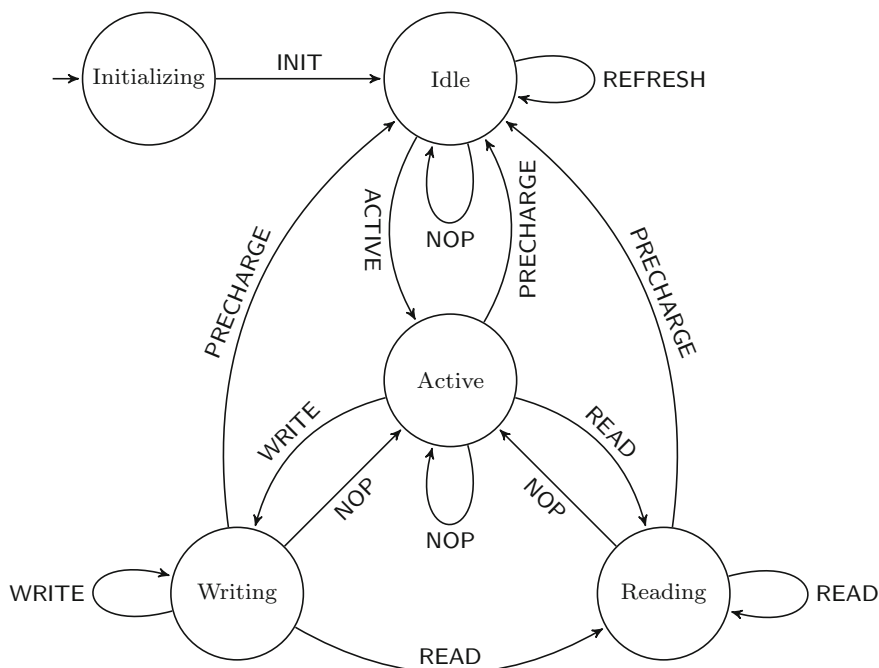 INIT
Initializing
Idle
REFRESH
ACTIVE
NOP
PRECHARGE
PRECHARGE
PRECHARGE
Active
WRITE
READ
NOP
NOP
NOP
WRITE
Writing
Reading
READ
READ